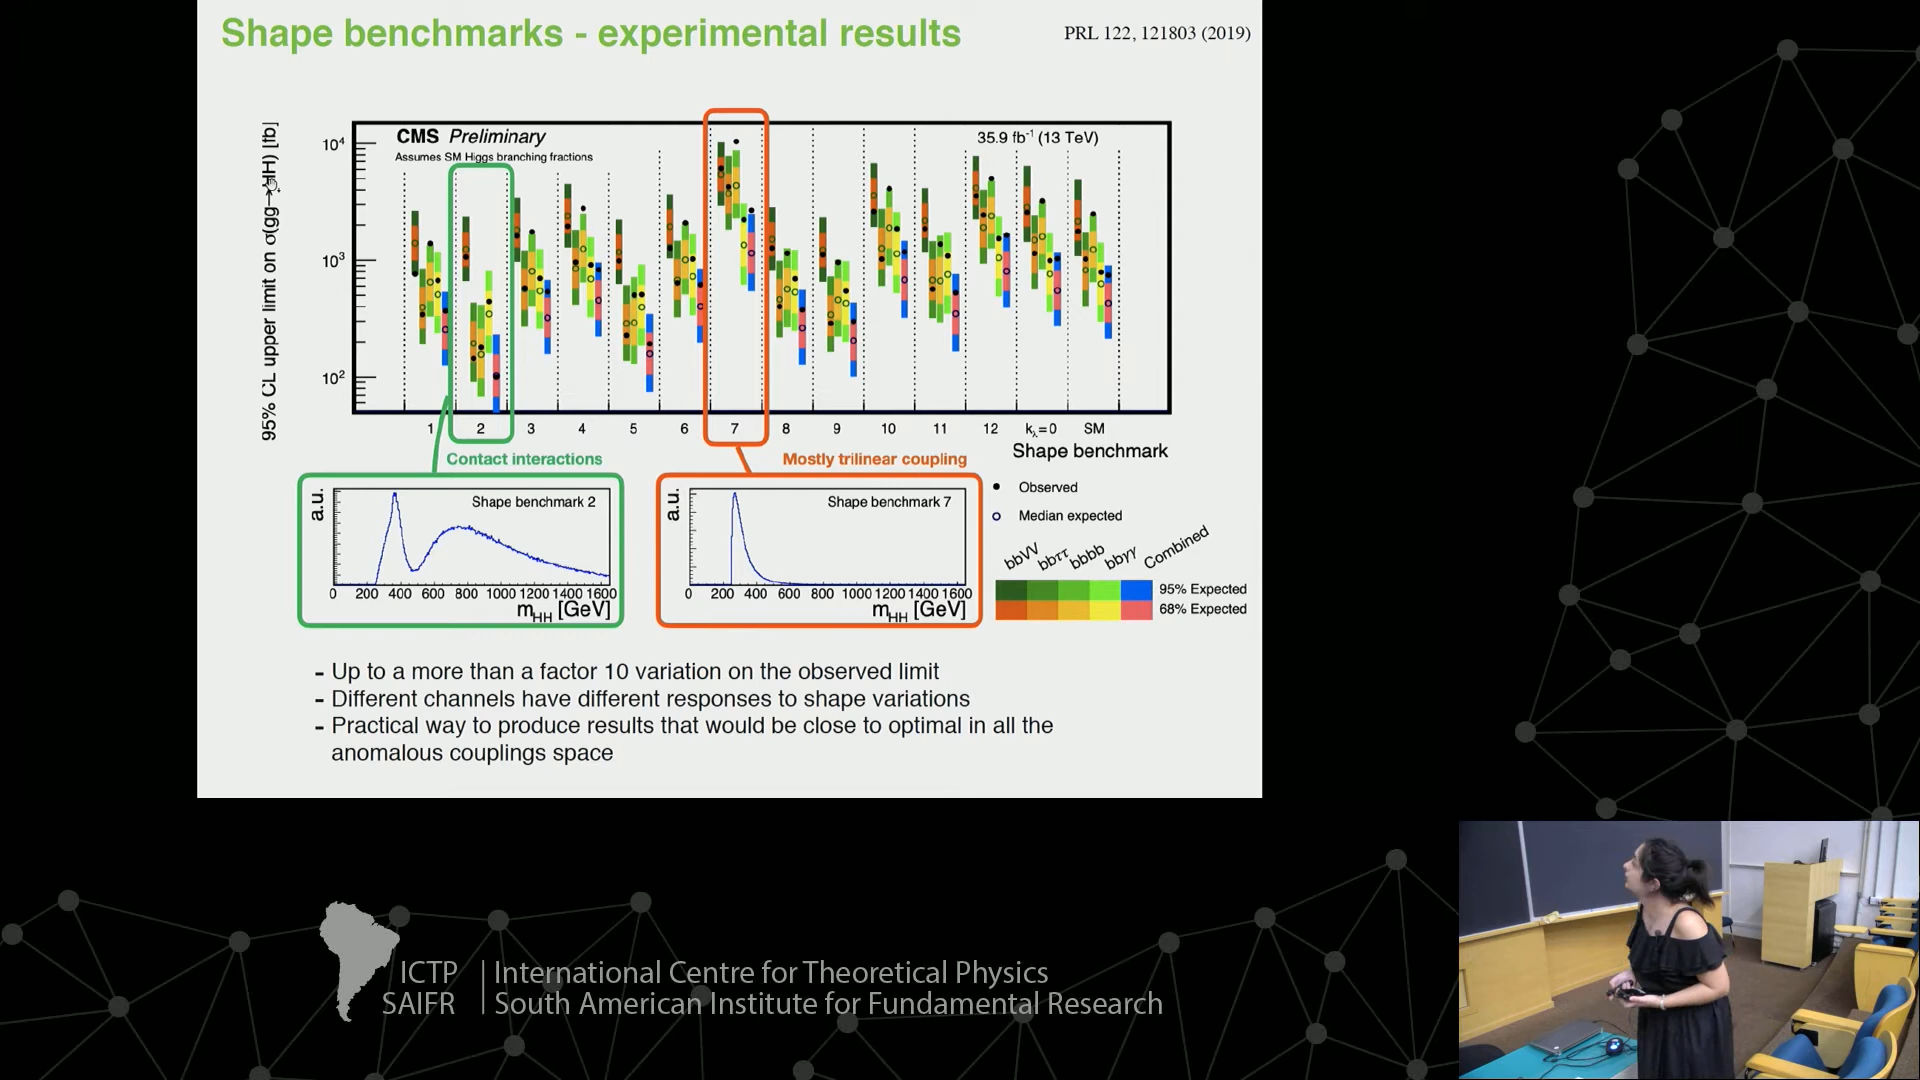 Shape benchmarks - experimental results
PRL 122, 121803 (2019)
95% CL upper limit on σ(gg→HH) [fb]
CMS Preliminary
35.9 fb⁻¹ (13 TeV)
Assumes SM Higgs branching fractions
10⁴
10³
10²
1 2 3 4 5 6 7 8 9 10 11 12 kλ=0 SM
Shape benchmark
Contact interactions
Mostly trilinear coupling
a.u.
Shape benchmark 2
0 200 400 600 800 1000 1200 1400 1600
mHH [GeV]
a.u.
Shape benchmark 7
0 200 400 600 800 1000 1200 1400 1600
mHH [GeV]
Observed
Median expected
bbVV bbττ bbbb bbγγ Combined
95% Expected
68% Expected
- Up to a more than a factor 10 variation on the observed limit
- Different channels have different responses to shape variations
- Practical way to produce results that would be close to optimal in all the
anomalous couplings space
ICTP International Centre for Theoretical Physics
SAIFR South American Institute for Fundamental Research